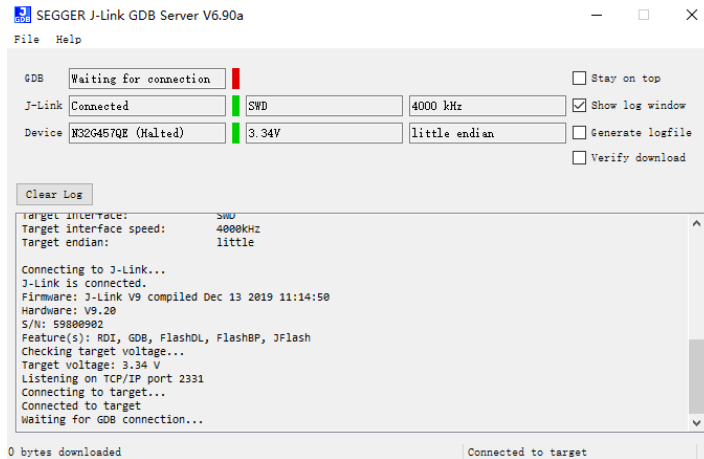 SEGGER J-Link GDB Server V6.90a
File Help
GDB Waiting for connection
Stay on top
J-Link Connected SWD 4000 kHz
Show log window
Device N32G457QE (Halted) 3.34V little endian
Generate logfile
Verify download
Clear Log
Target interface: SWD
Target interface speed: 4000kHz
Target endian: little
Connecting to J-Link...
J-Link is connected.
Firmware: J-Link V9 compiled Dec 13 2019 11:14:50
Hardware: V9.20
S/N: 59800902
Feature(s): RDI, GDB, FlashDL, FlashBP, JFlash
Checking target voltage...
Target voltage: 3.34 V
Listening on TCP/IP port 2331
Connecting to target...
Connected to target
Waiting for GDB connection...
0 bytes downloaded Connected to target